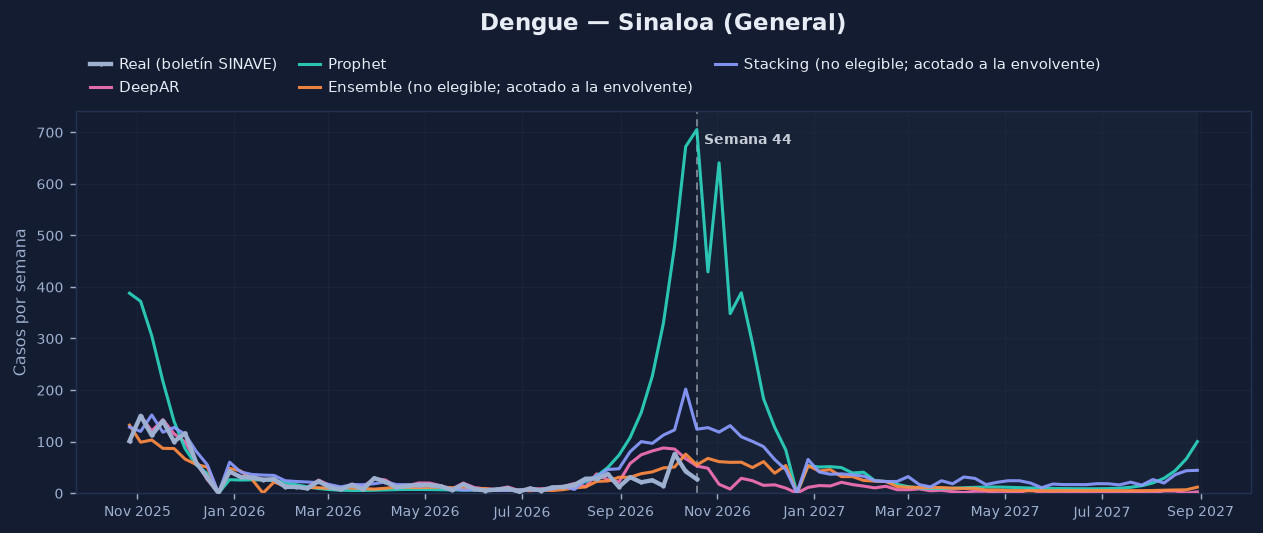 Dengue — Sinaloa (General)
Real (boletín SINAVE)
Prophet
Stacking (no elegible; acotado a la envolvente)
DeepAR
Ensemble (no elegible; acotado a la envolvente)
Semana 44
Casos por semana
700
600
500
400
300
200
100
0
Nov 2025
Jan 2026
Mar 2026
May 2026
Jul 2026
Sep 2026
Nov 2026
Jan 2027
Mar 2027
May 2027
Jul 2027
Sep 2027